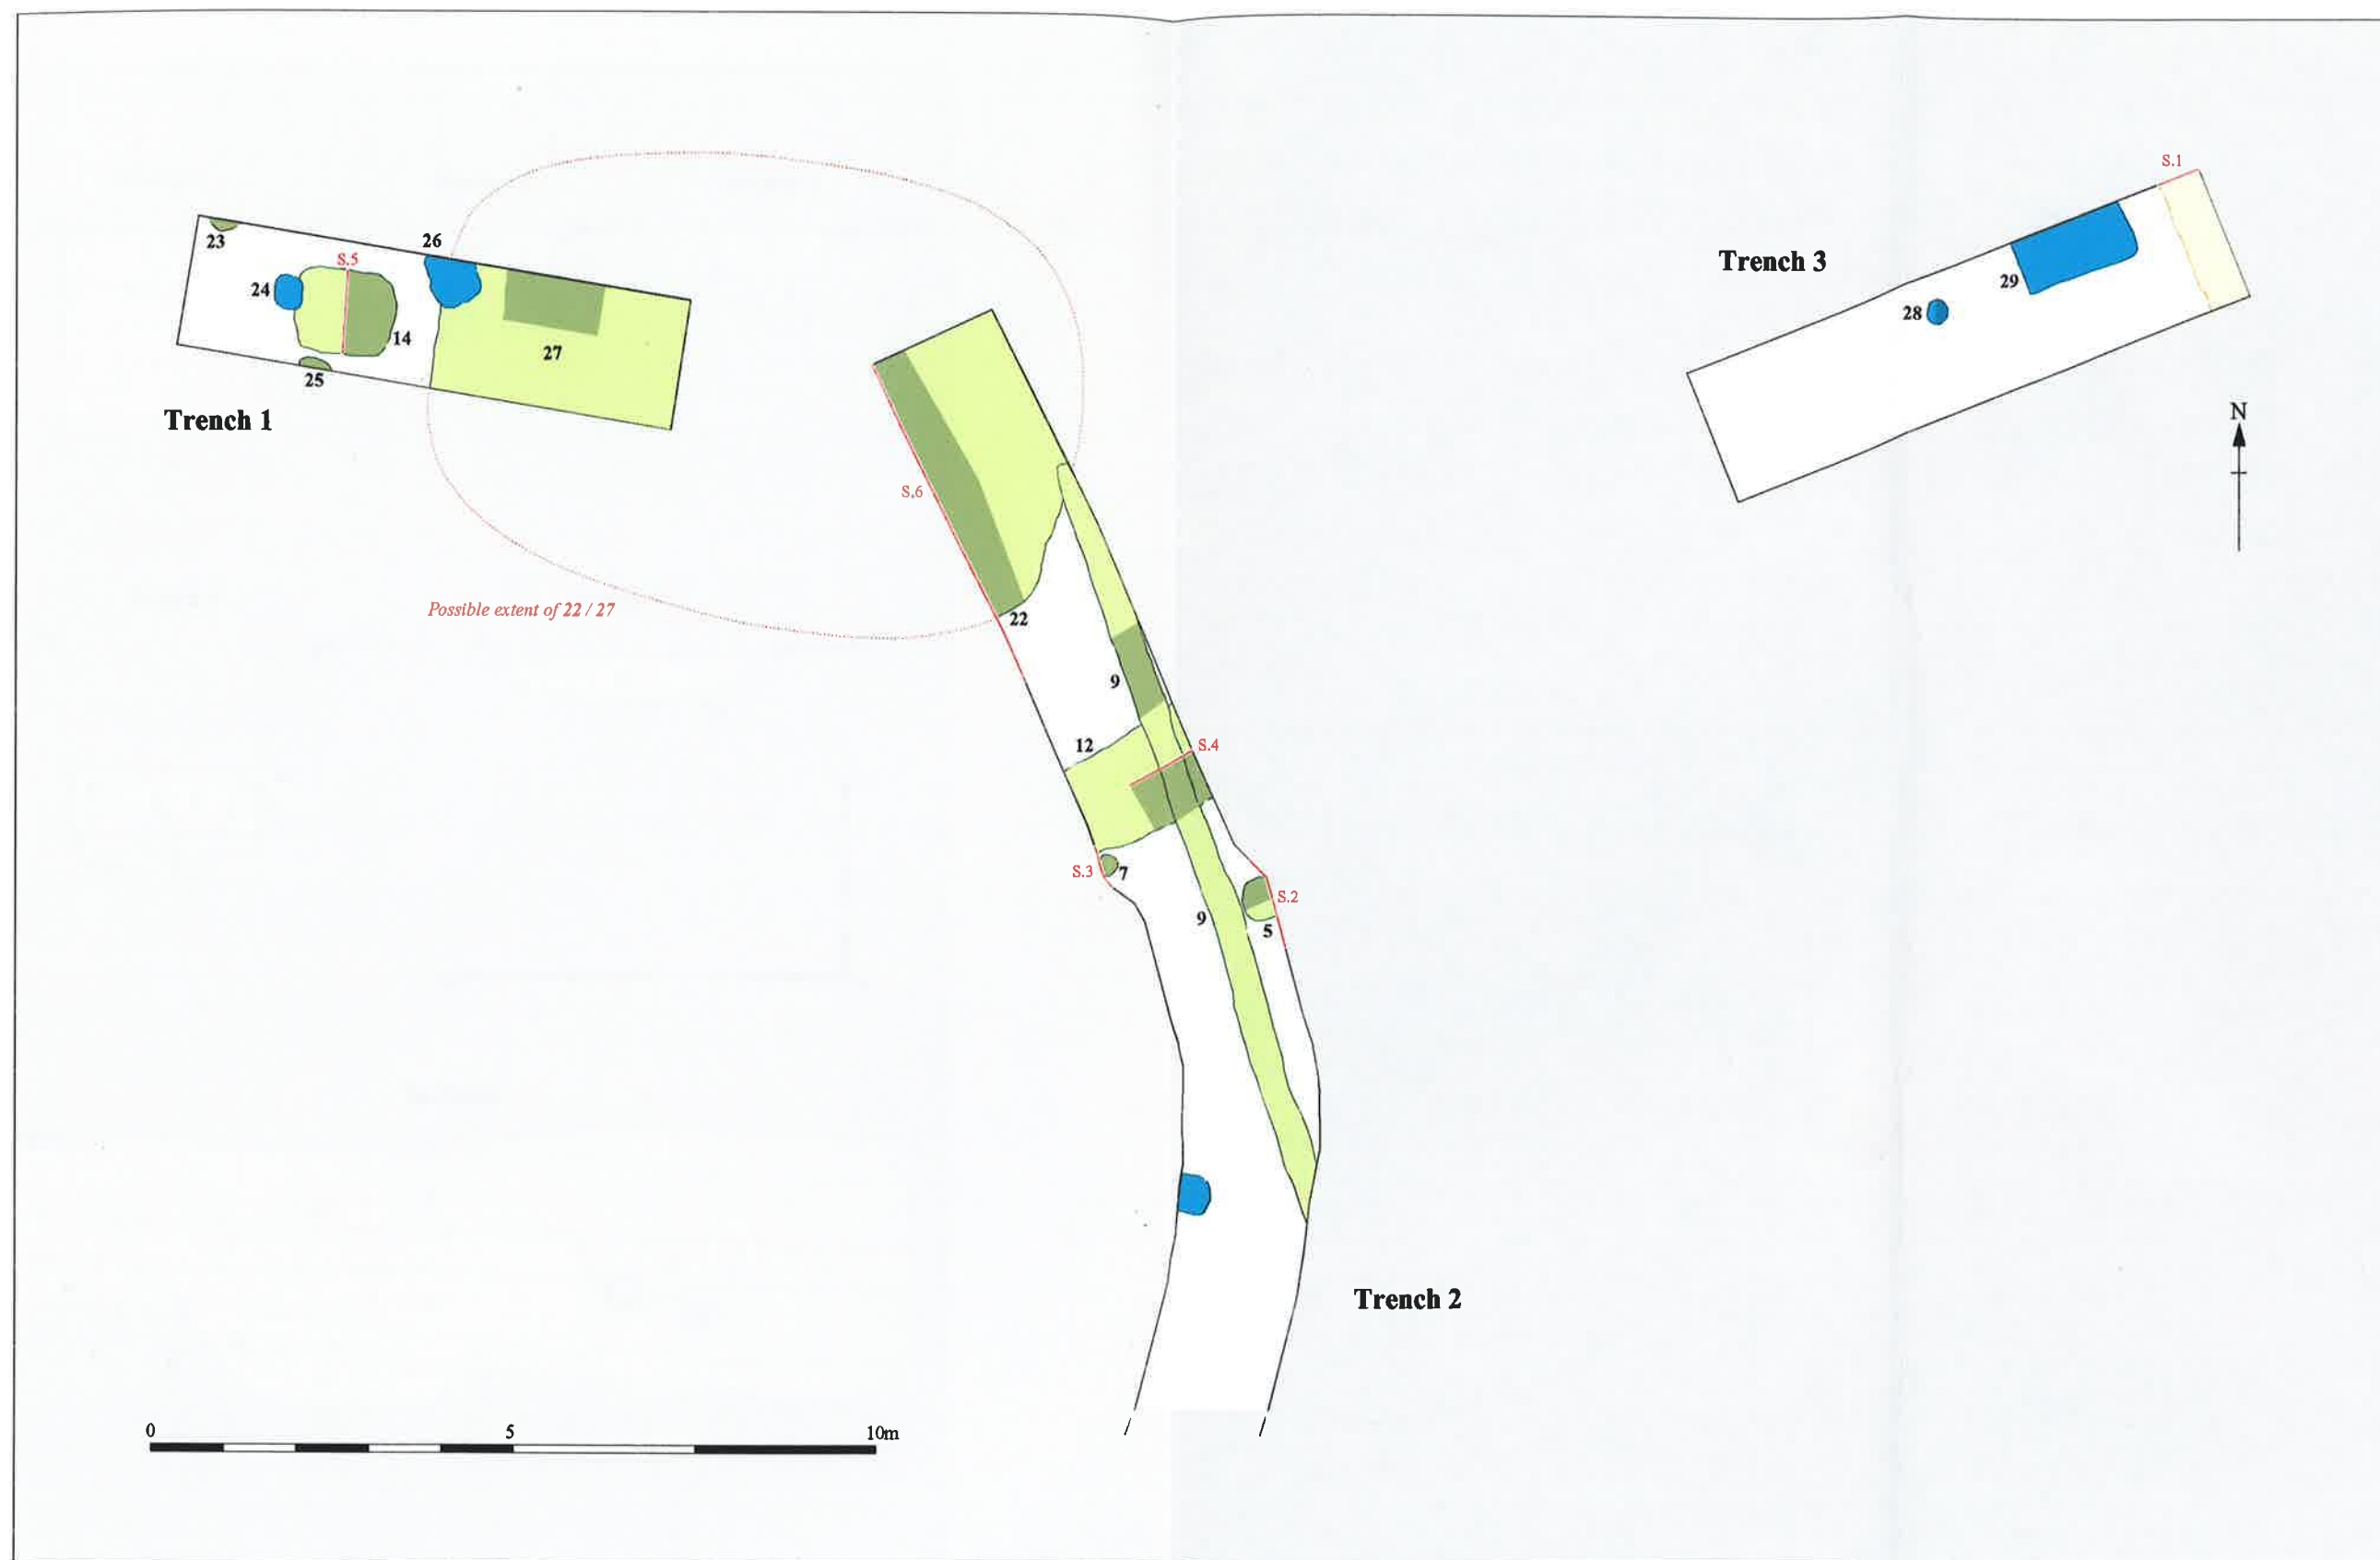 S.1
23
26
S.5
24
14
27
25
Trench 1
Trench 3
29
28
N
S.6
Possible extent of 22 / 27
22
9
12
S.4
S.3
7
S.2
9
5
Trench 2
0
5
10m